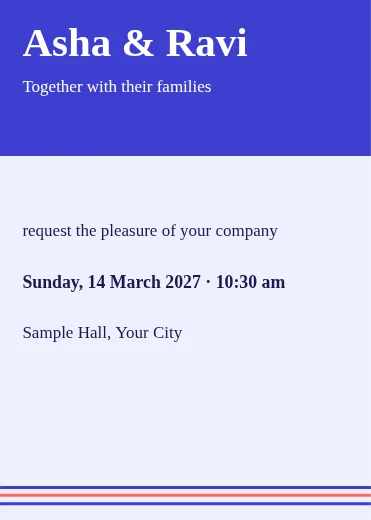 Asha & Ravi
Together with their families
request the pleasure of your company
Sunday, 14 March 2027 · 10:30 am
Sample Hall, Your City